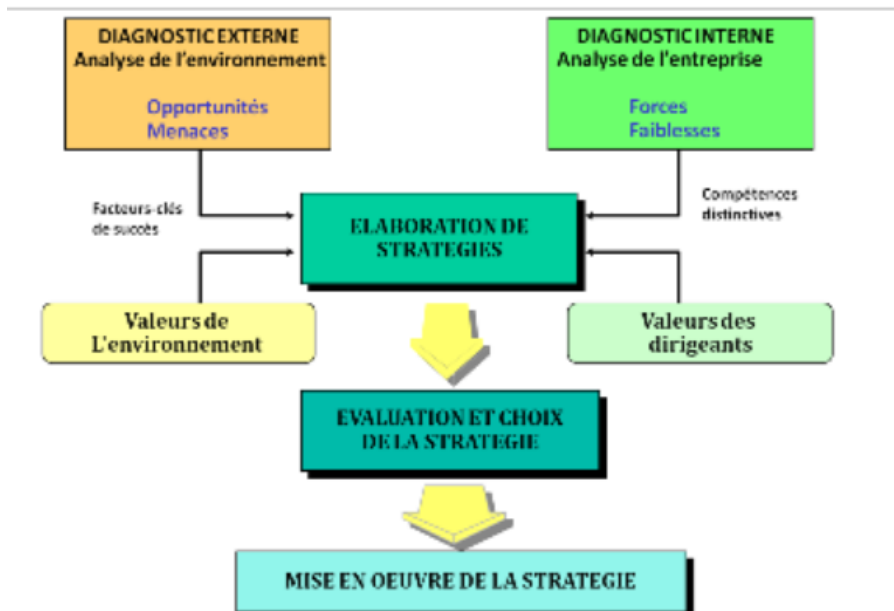 DIAGNOSTIC EXTERNE
Analyse de l'environnement
Opportunités
Menaces
DIAGNOSTIC INTERNE
Analyse de l'entreprise
Forces
Faiblesses
Facteurs-clés
de succès
Compétences
distinctives
ELABORATION DE
STRATEGIES
Valeurs de
L'environnement
Valeurs des
dirigeants
EVALUATION ET CHOIX
DE LA STRATEGIE
MISE EN OEUVRE DE LA STRATEGIE